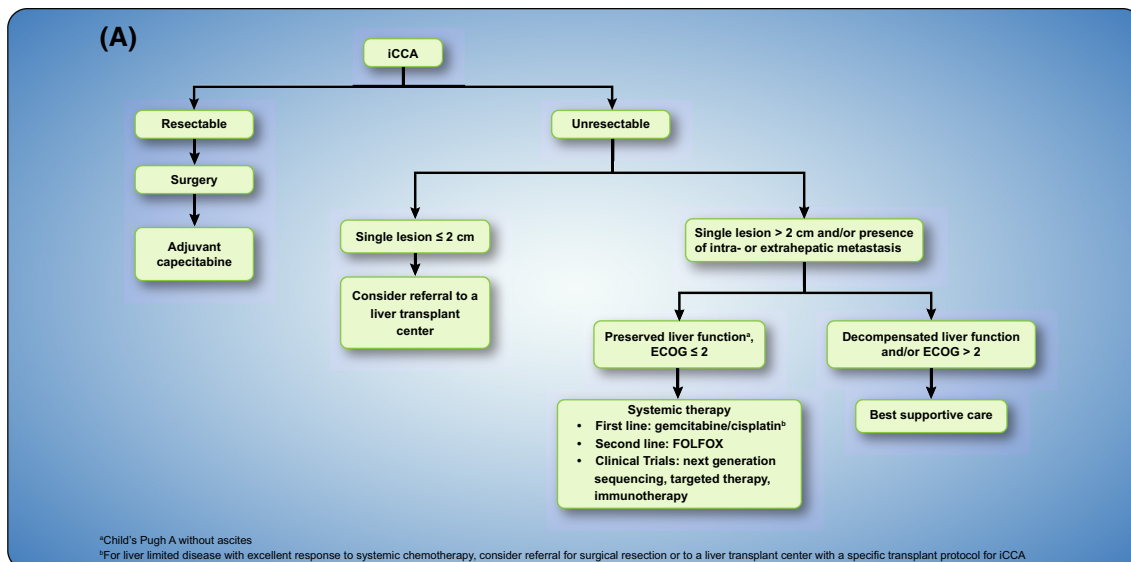 (A)
iCCA
Resectable
Unresectable
Surgery
Adjuvant
capecitabine
Single lesion ≤ 2 cm
Consider referral to a
liver transplant
center
Single lesion > 2 cm and/or presence
of intra- or extrahepatic metastasis
Preserved liver functionᵃ,
ECOG ≤ 2
Decompensated liver function
and/or ECOG > 2
Systemic therapy
• First line: gemcitabine/cisplatinᵇ
• Second line: FOLFOX
• Clinical Trials: next generation
sequencing, targeted therapy,
immunotherapy
Best supportive care
ᵃChild's Pugh A without ascites
ᵇFor liver limited disease with excellent response to systemic chemotherapy, consider referral for surgical resection or to a liver transplant center with a specific transplant protocol for iCCA